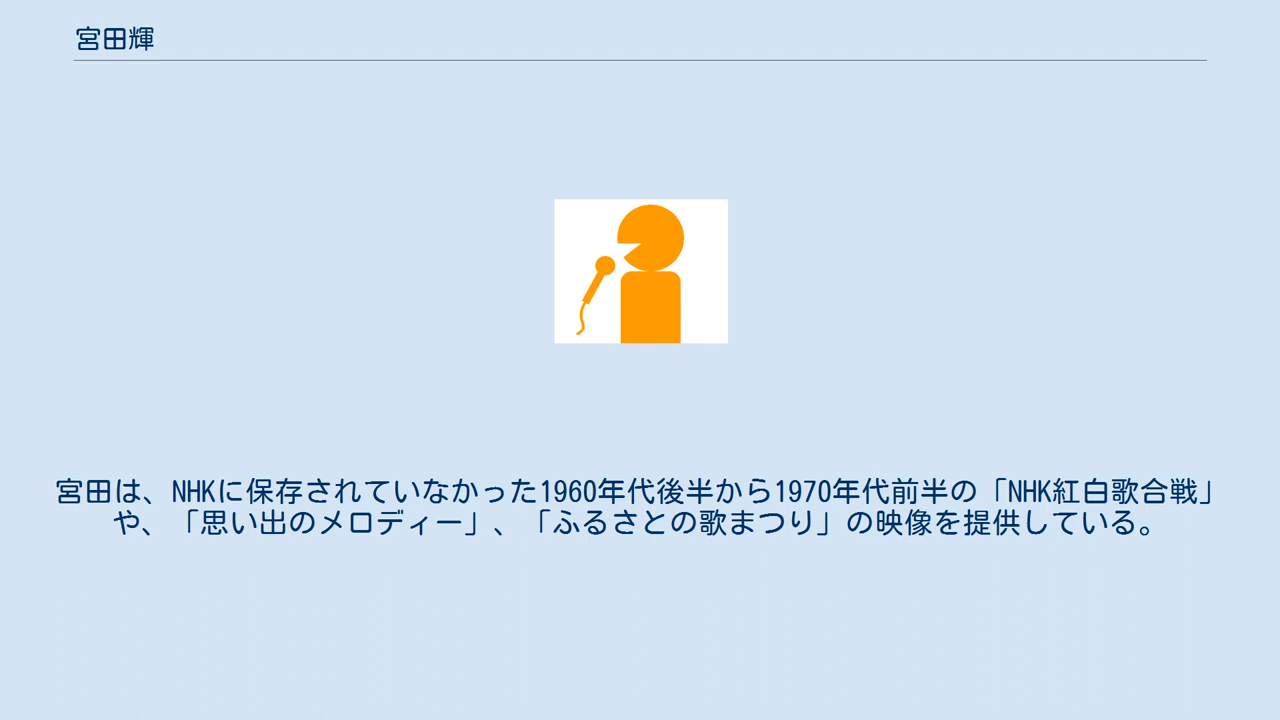 宮田輝
宮田は、NHKに保存されていなかった1960年代後半から1970年代前半の「NHK紅白歌合戦」
や、「思い出のメロディー」、「ふるさとの歌まつり」の映像を提供している。